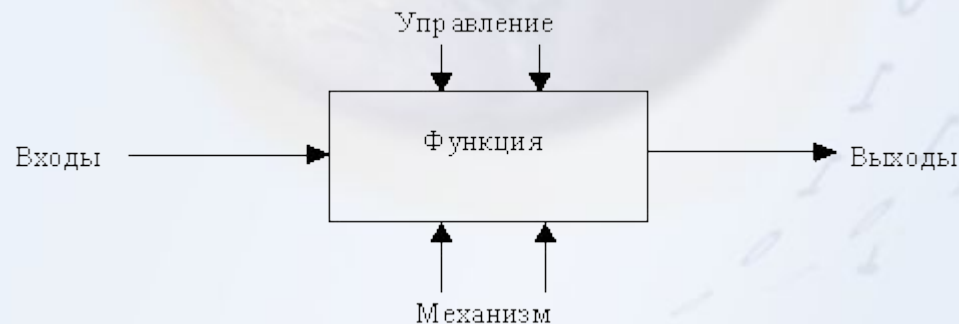 Управление
Функция
Входы
Выходы
Механизм